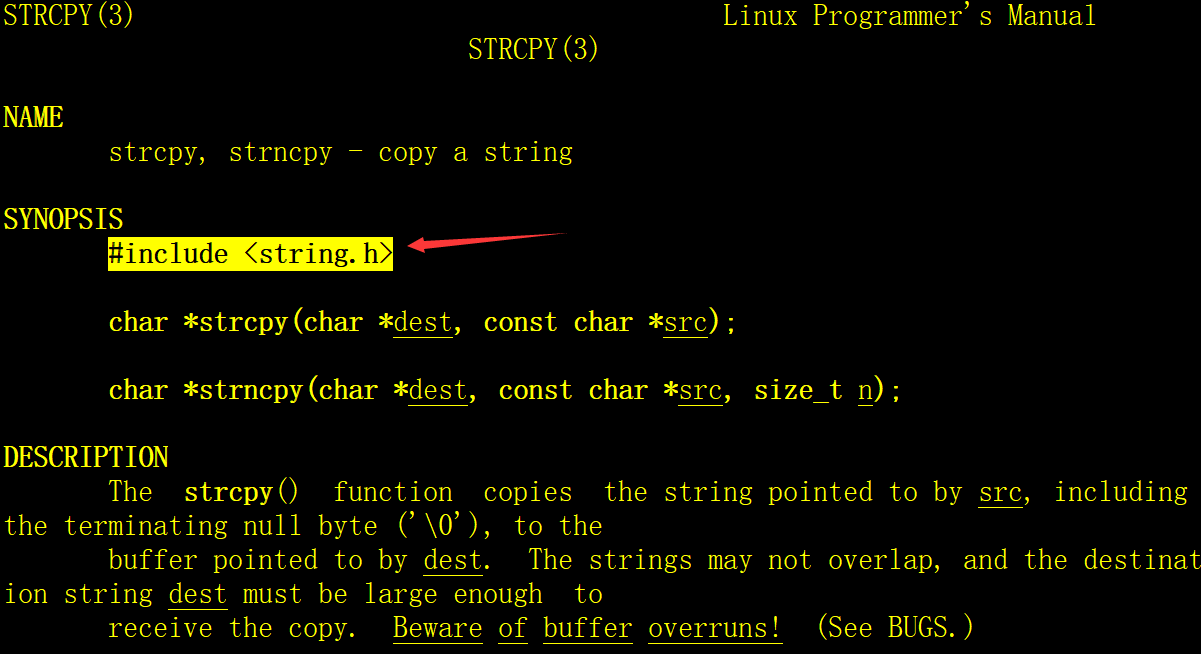 STRCPY(3) Linux Programmer's Manual
STRCPY(3)
NAME
strcpy, strncpy - copy a string
SYNOPSIS
#include <string.h>
char *strcpy(char *dest, const char *src);
char *strncpy(char *dest, const char *src, size_t n);
DESCRIPTION
The strcpy() function copies the string pointed to by src, including
the terminating null byte ('\0'), to the
buffer pointed to by dest. The strings may not overlap, and the destinat
ion string dest must be large enough to
receive the copy. Beware of buffer overruns! (See BUGS.)